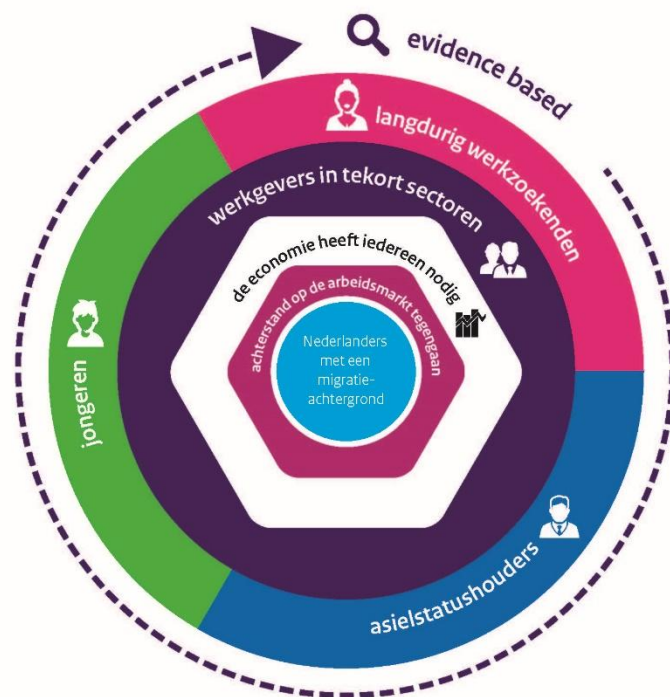 evidence based
langdurig werkzoekenden
werkgevers in tekort sectoren
de economie heeft iedereen nodig
achterstand op de arbeidsmarkt tegengaan
Nederlanders
met een
migratie-
achtergrond
jongeren
asielstatushouders